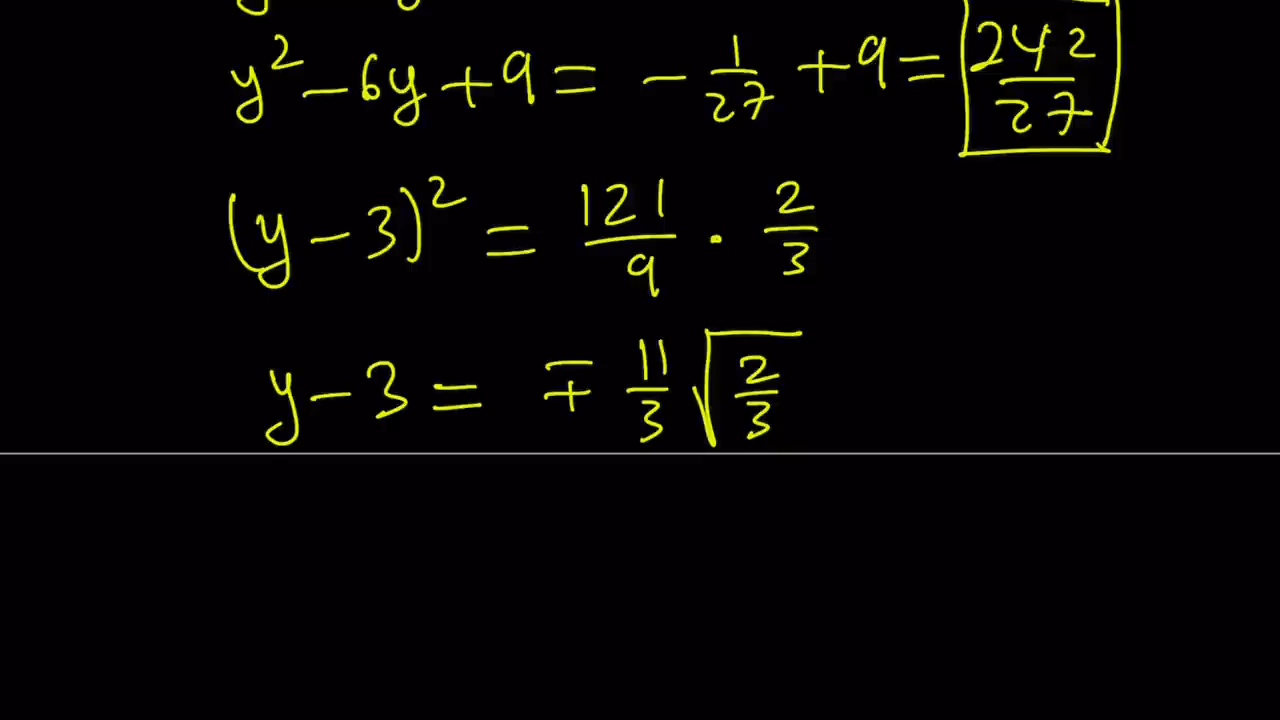 y² - 6y + 9 = - 1/27 + 9 = 242/27
(y - 3)² = 121/9 · 2/3
y - 3 = ∓ 11/3 √(2/3)